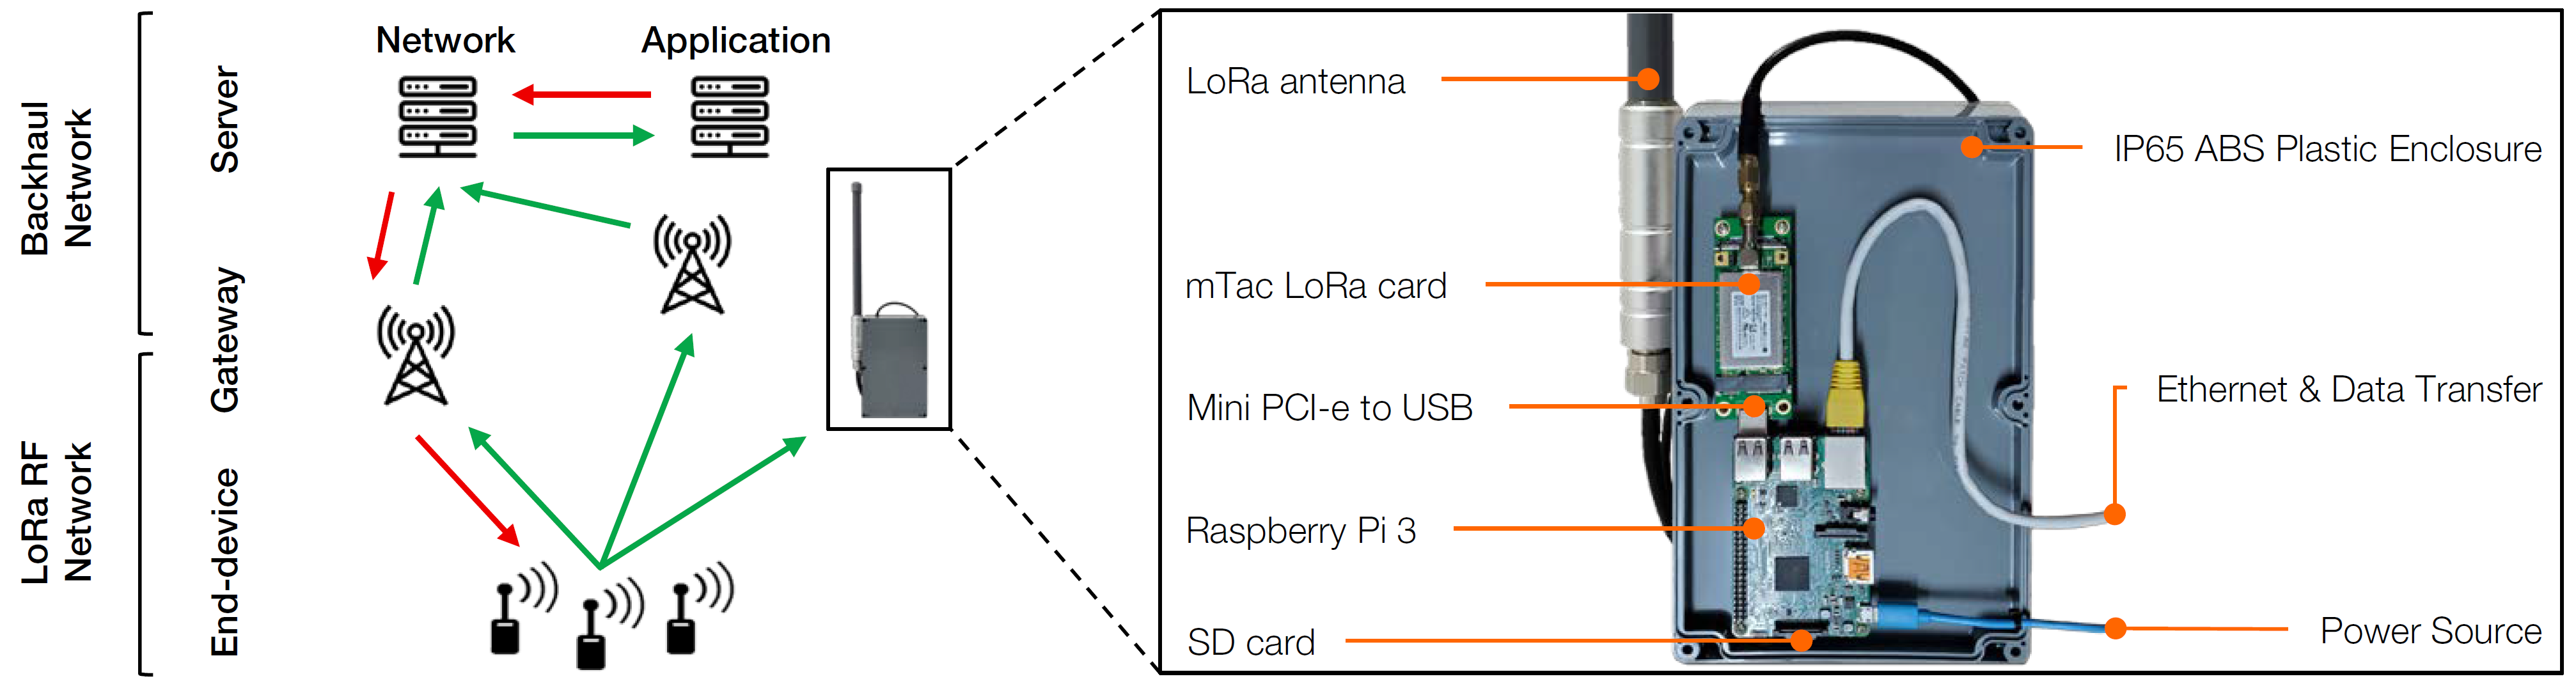 Backhaul
Network
LoRa RF
Network
Server
Gateway
End-device
Network
Application
LoRa antenna
mTac LoRa card
Mini PCI-e to USB
Raspberry Pi 3
SD card
IP65 ABS Plastic Enclosure
Ethernet & Data Transfer
Power Source